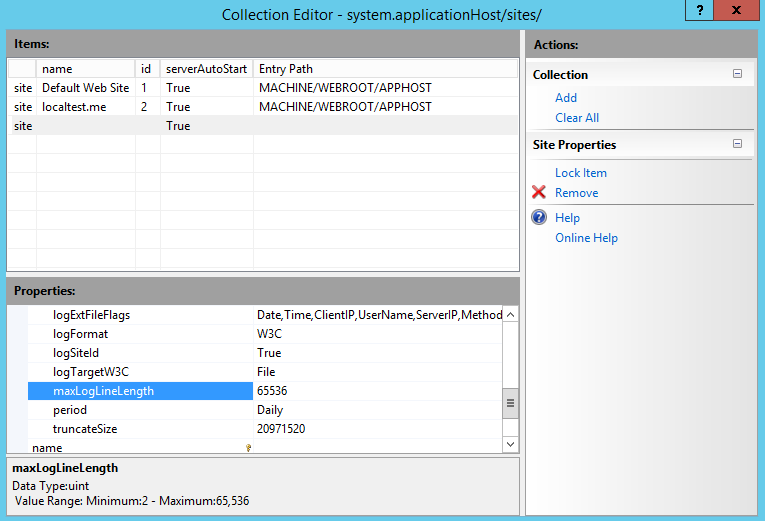 Collection Editor - system.applicationHost/sites/
? x
Items:
name id serverAutoStart Entry Path
site Default Web Site 1 True MACHINE/WEBROOT/APPHOST
site localtest.me 2 True MACHINE/WEBROOT/APPHOST
site True
Properties:
logExtFileFlags Date,Time,ClientIP,UserName,ServerIP,Method
logFormat W3C
logSiteId True
logTargetW3C File
maxLogLineLength 65536
period Daily
truncateSize 20971520
name
maxLogLineLength
Data Type:uint
Value Range: Minimum:2 - Maximum:65,536
Actions:
Collection
Add
Clear All
Site Properties
Lock Item
Remove
? Help
Online Help